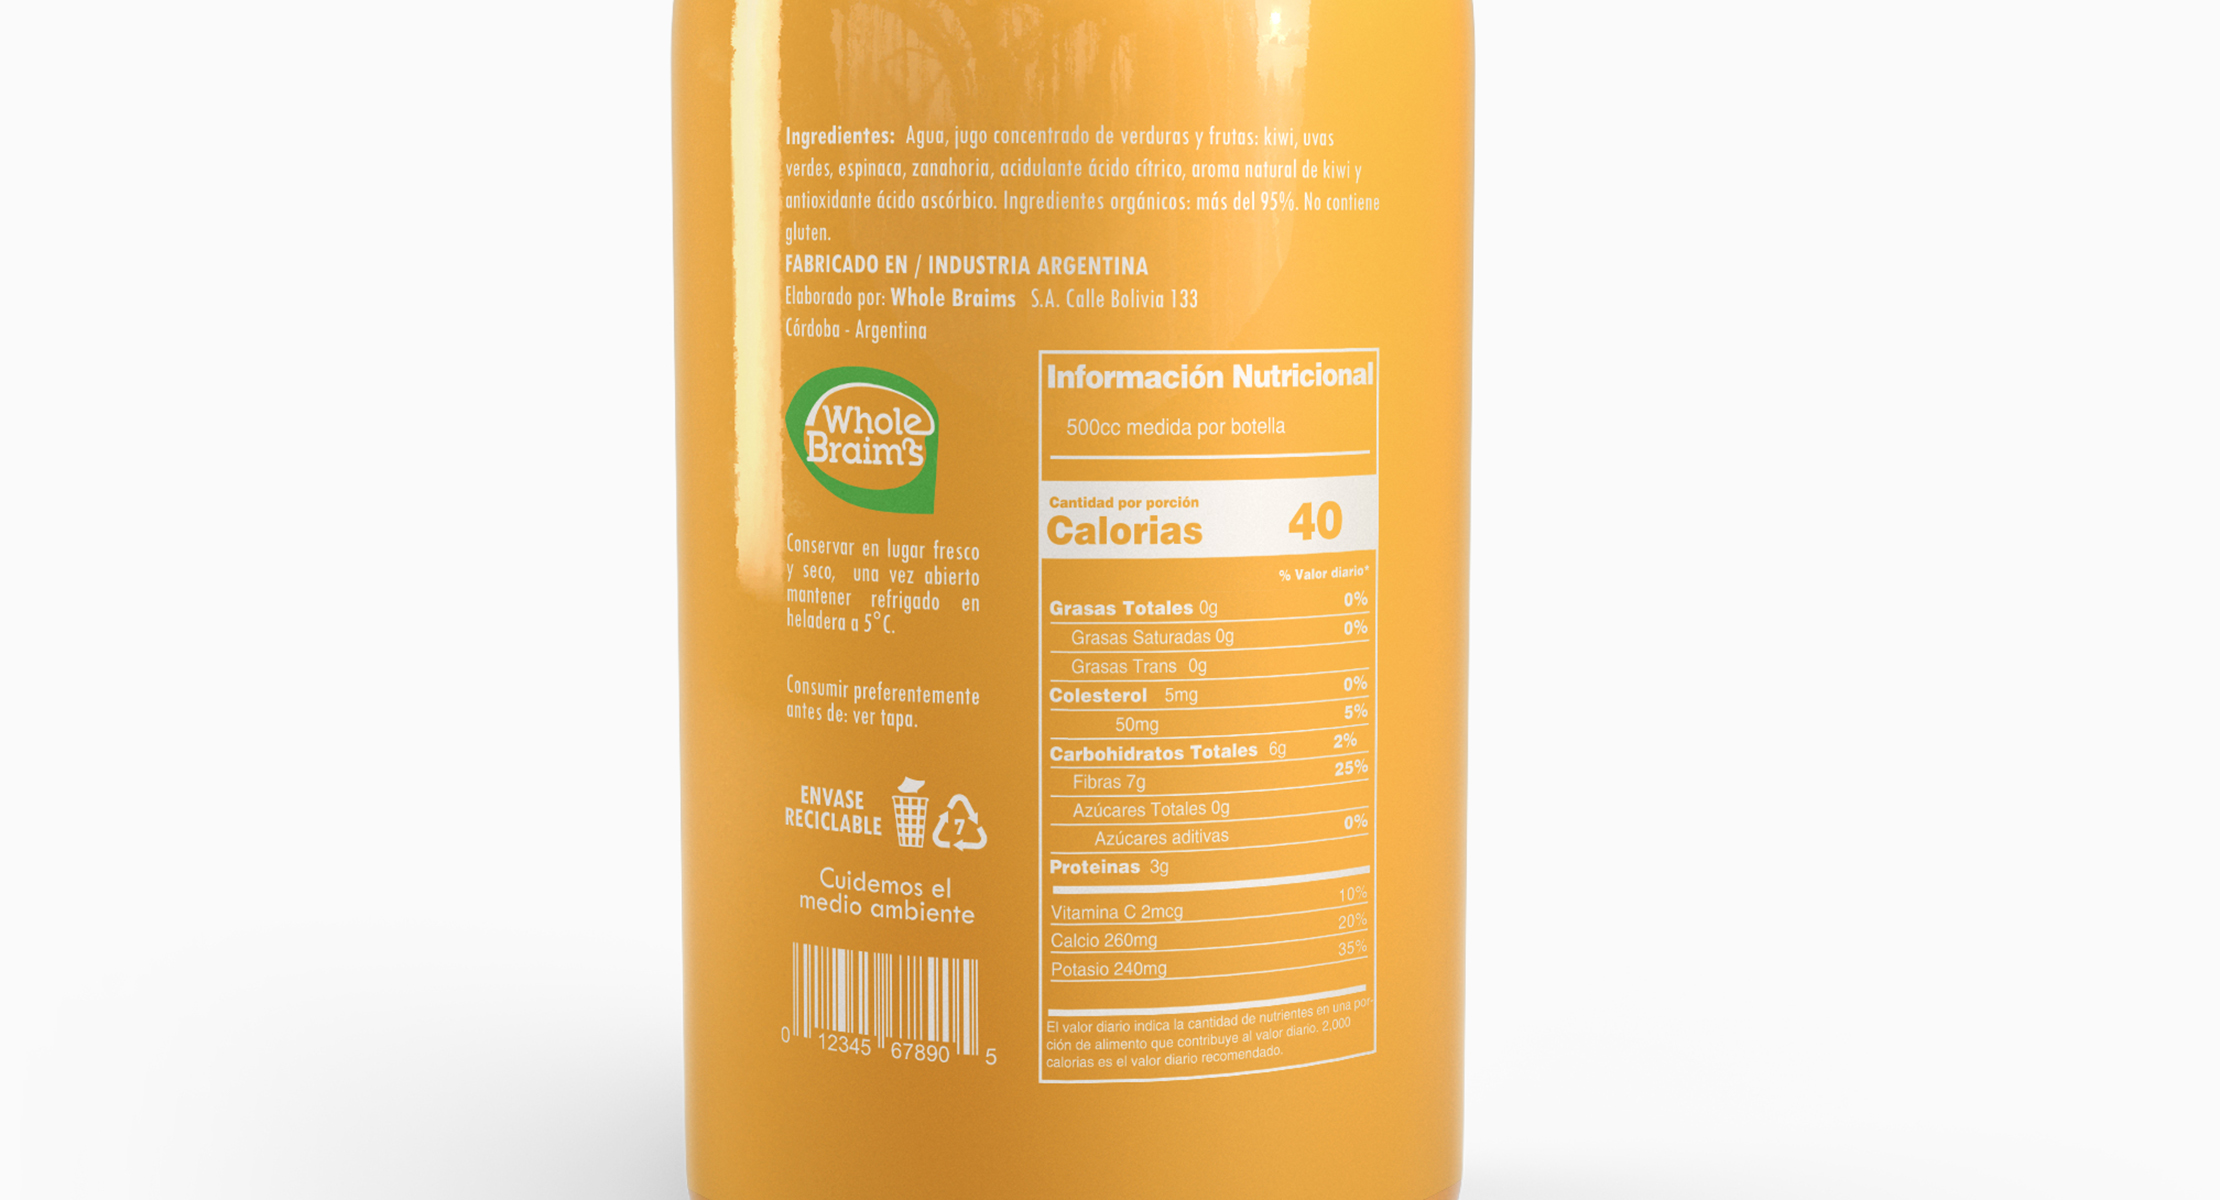 Ingredientes: Agua, jugo concentrado de verduras y frutas: kiwi, uvas
verdes, espinaca, zanahoria, acidulante ácido cítrico, aroma natural de kiwi y
antioxidante ácido ascórbico. Ingredientes orgánicos: más del 95%. No contiene
gluten.
FABRICADO EN / INDUSTRIA ARGENTINA
Elaborado por: Whole Braims S.A. Calle Bolivia 133
Córdoba - Argentina
Whole
Braim's
Conservar en lugar fresco
y seco, una vez abierto
mantener refrigado en
heladera a 5°C.
Consumir preferentemente
antes de: ver tapa.
ENVASE
RECICLABLE
7
Cuidemos el
medio ambiente
0 12345 67890 5
Información Nutricional
500cc medida por botella
Cantidad por porción
Calorias 40
% Valor diario*
Grasas Totales 0g 0%
Grasas Saturadas 0g 0%
Grasas Trans 0g
Colesterol 5mg 0%
50mg 5%
Carbohidratos Totales 6g 2%
Fibras 7g 25%
Azúcares Totales 0g
Azúcares aditivas 0%
Proteinas 3g
Vitamina C 2mcg 10%
Calcio 260mg 20%
Potasio 240mg 35%
El valor diario indica la cantidad de nutrientes en una por-
ción de alimento que contribuye al valor diario. 2,000
calorias es el valor diario recomendado.